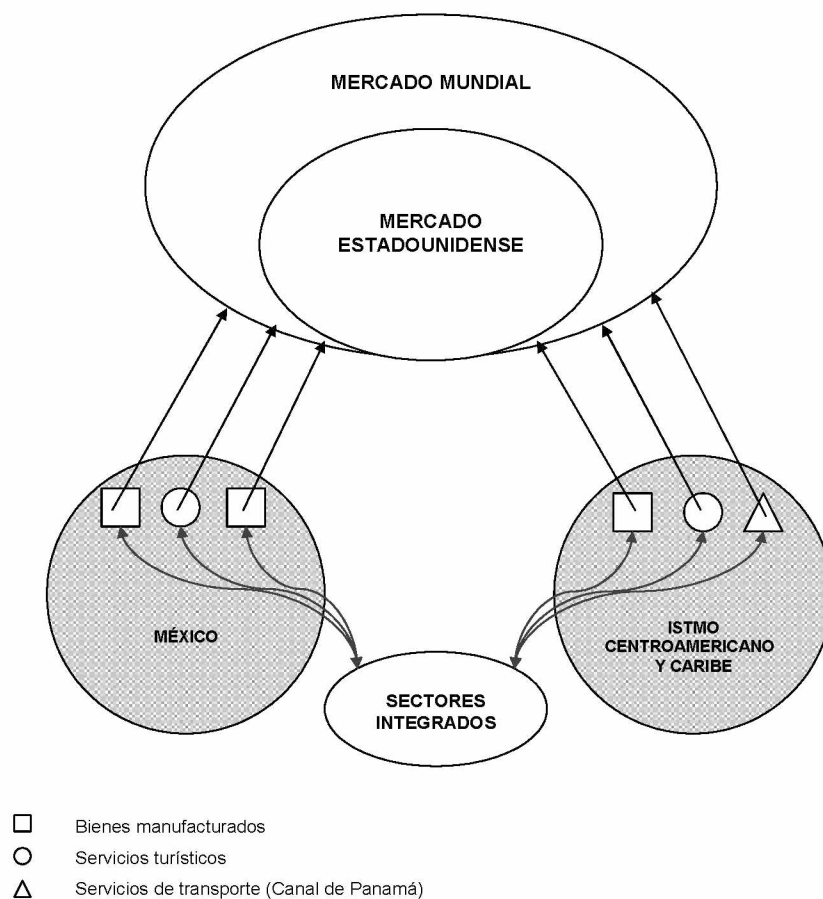 MERCADO MUNDIAL
MERCADO
ESTADOUNIDENSE
MÉXICO
ISTMO
CENTROAMERICANO
Y CARIBE
SECTORES
INTEGRADOS
Bienes manufacturados
Servicios turísticos
Servicios de transporte (Canal de Panamá)